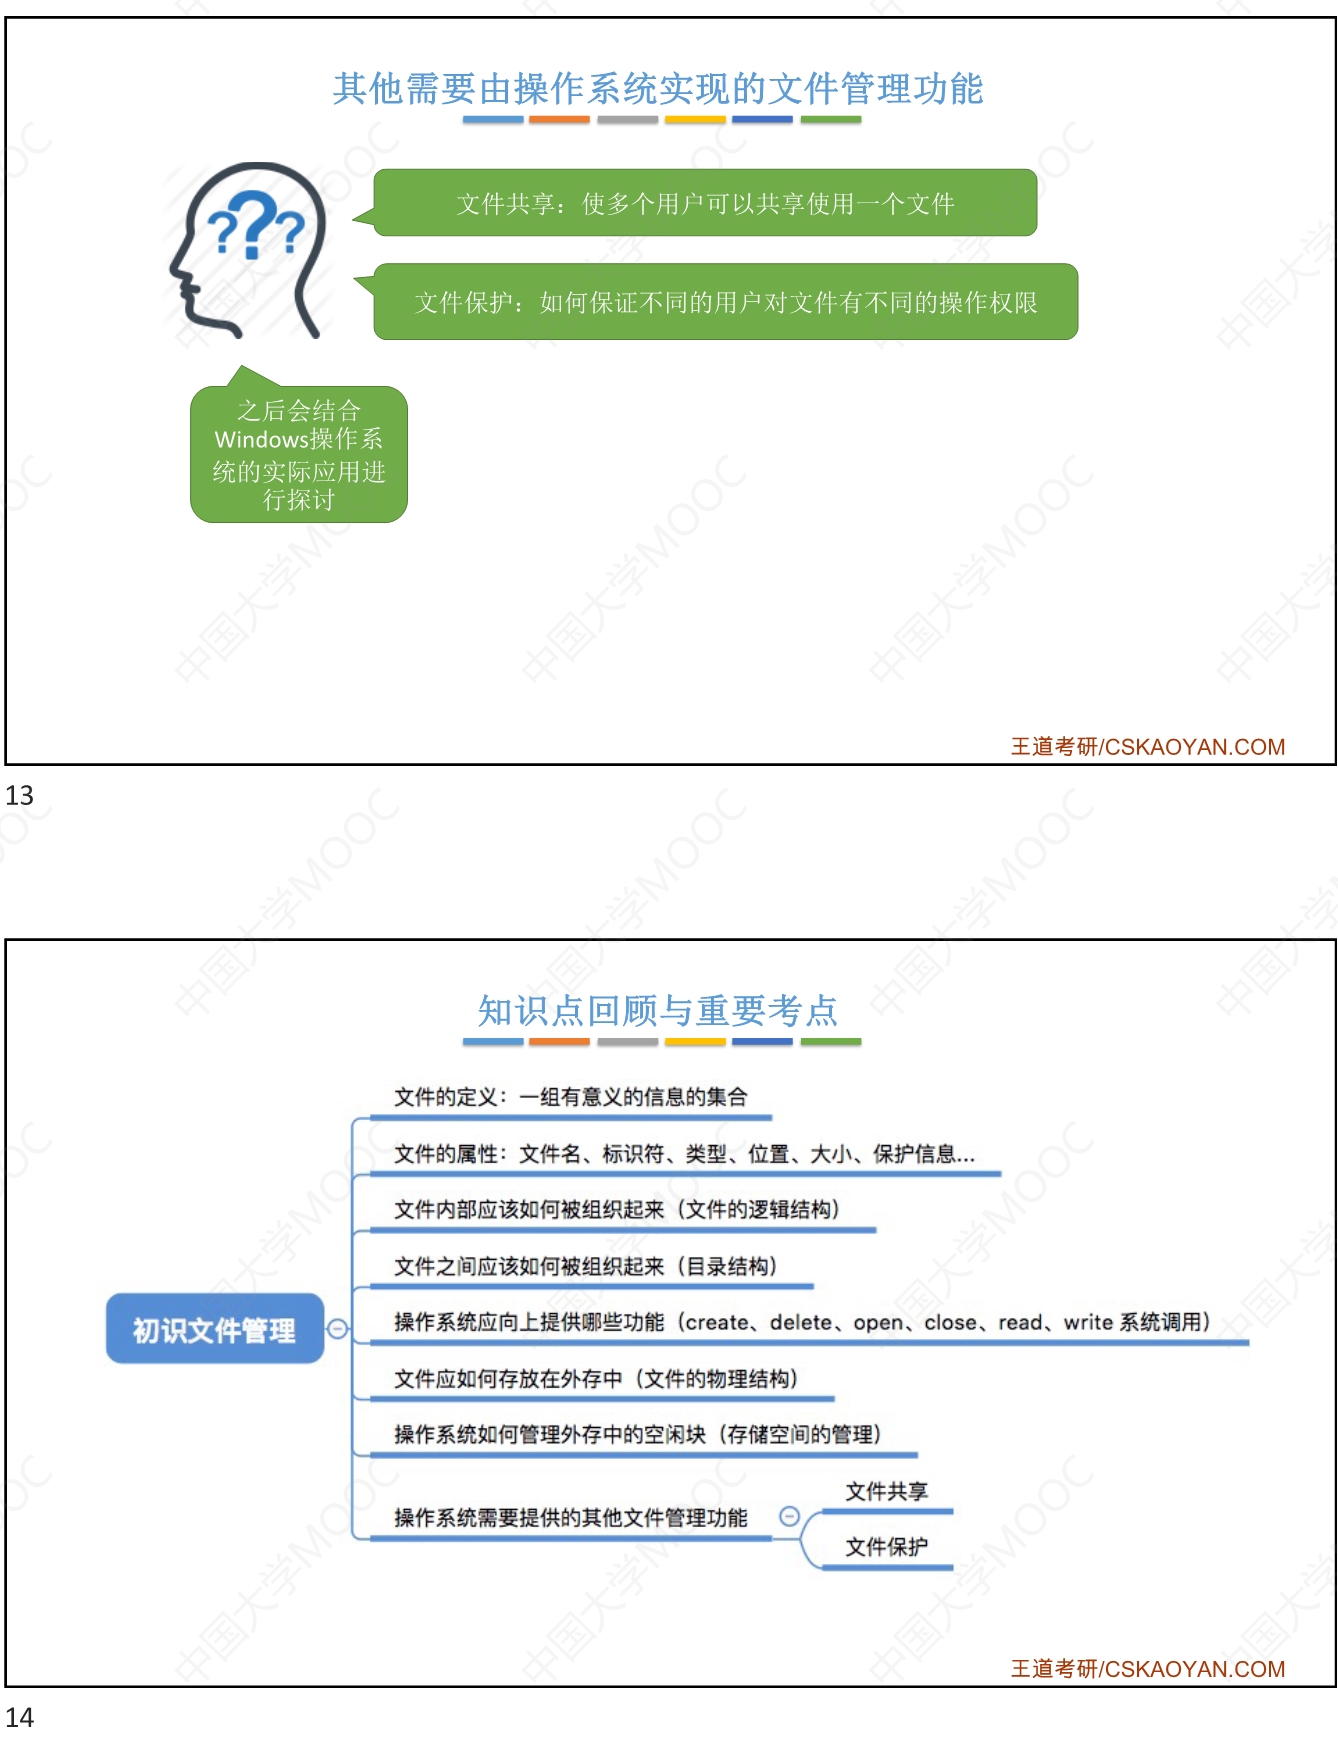 其他需要由操作系统实现的文件管理功能
???
文件共享：使多个用户可以共享使用一个文件
文件保护：如何保证不同的用户对文件有不同的操作权限
之后会结合
Windows操作系
统的实际应用进
行探讨
王道考研/CSKAOYAN.COM
13
知识点回顾与重要考点
初识文件管理
文件的定义：一组有意义的信息的集合
文件的属性：文件名、标识符、类型、位置、大小、保护信息...
文件内部应该如何被组织起来（文件的逻辑结构）
文件之间应该如何被组织起来（目录结构）
操作系统应向上提供哪些功能（create、delete、open、close、read、write 系统调用）
文件应如何存放在外存中（文件的物理结构）
操作系统如何管理外存中的空闲块（存储空间的管理）
操作系统需要提供的其他文件管理功能
文件共享
文件保护
王道考研/CSKAOYAN.COM
14
中国大学MOOC